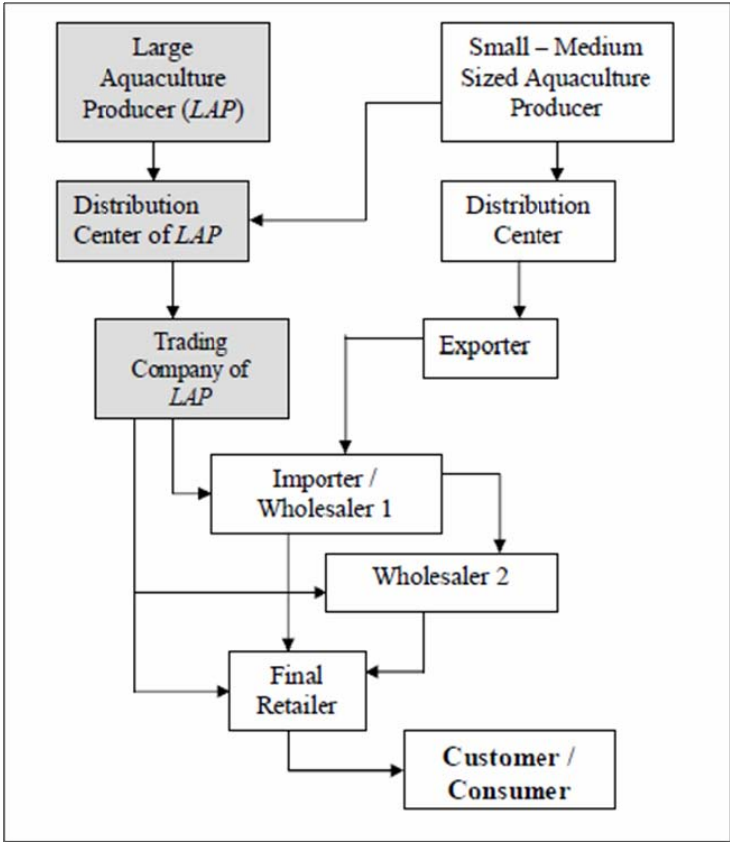 Large
Aquaculture
Producer (LAP)
Small – Medium
Sized Aquaculture
Producer
Distribution
Center of LAP
Distribution
Center
Trading
Company of
LAP
Exporter
Importer /
Wholesaler 1
Wholesaler 2
Final
Retailer
Customer /
Consumer